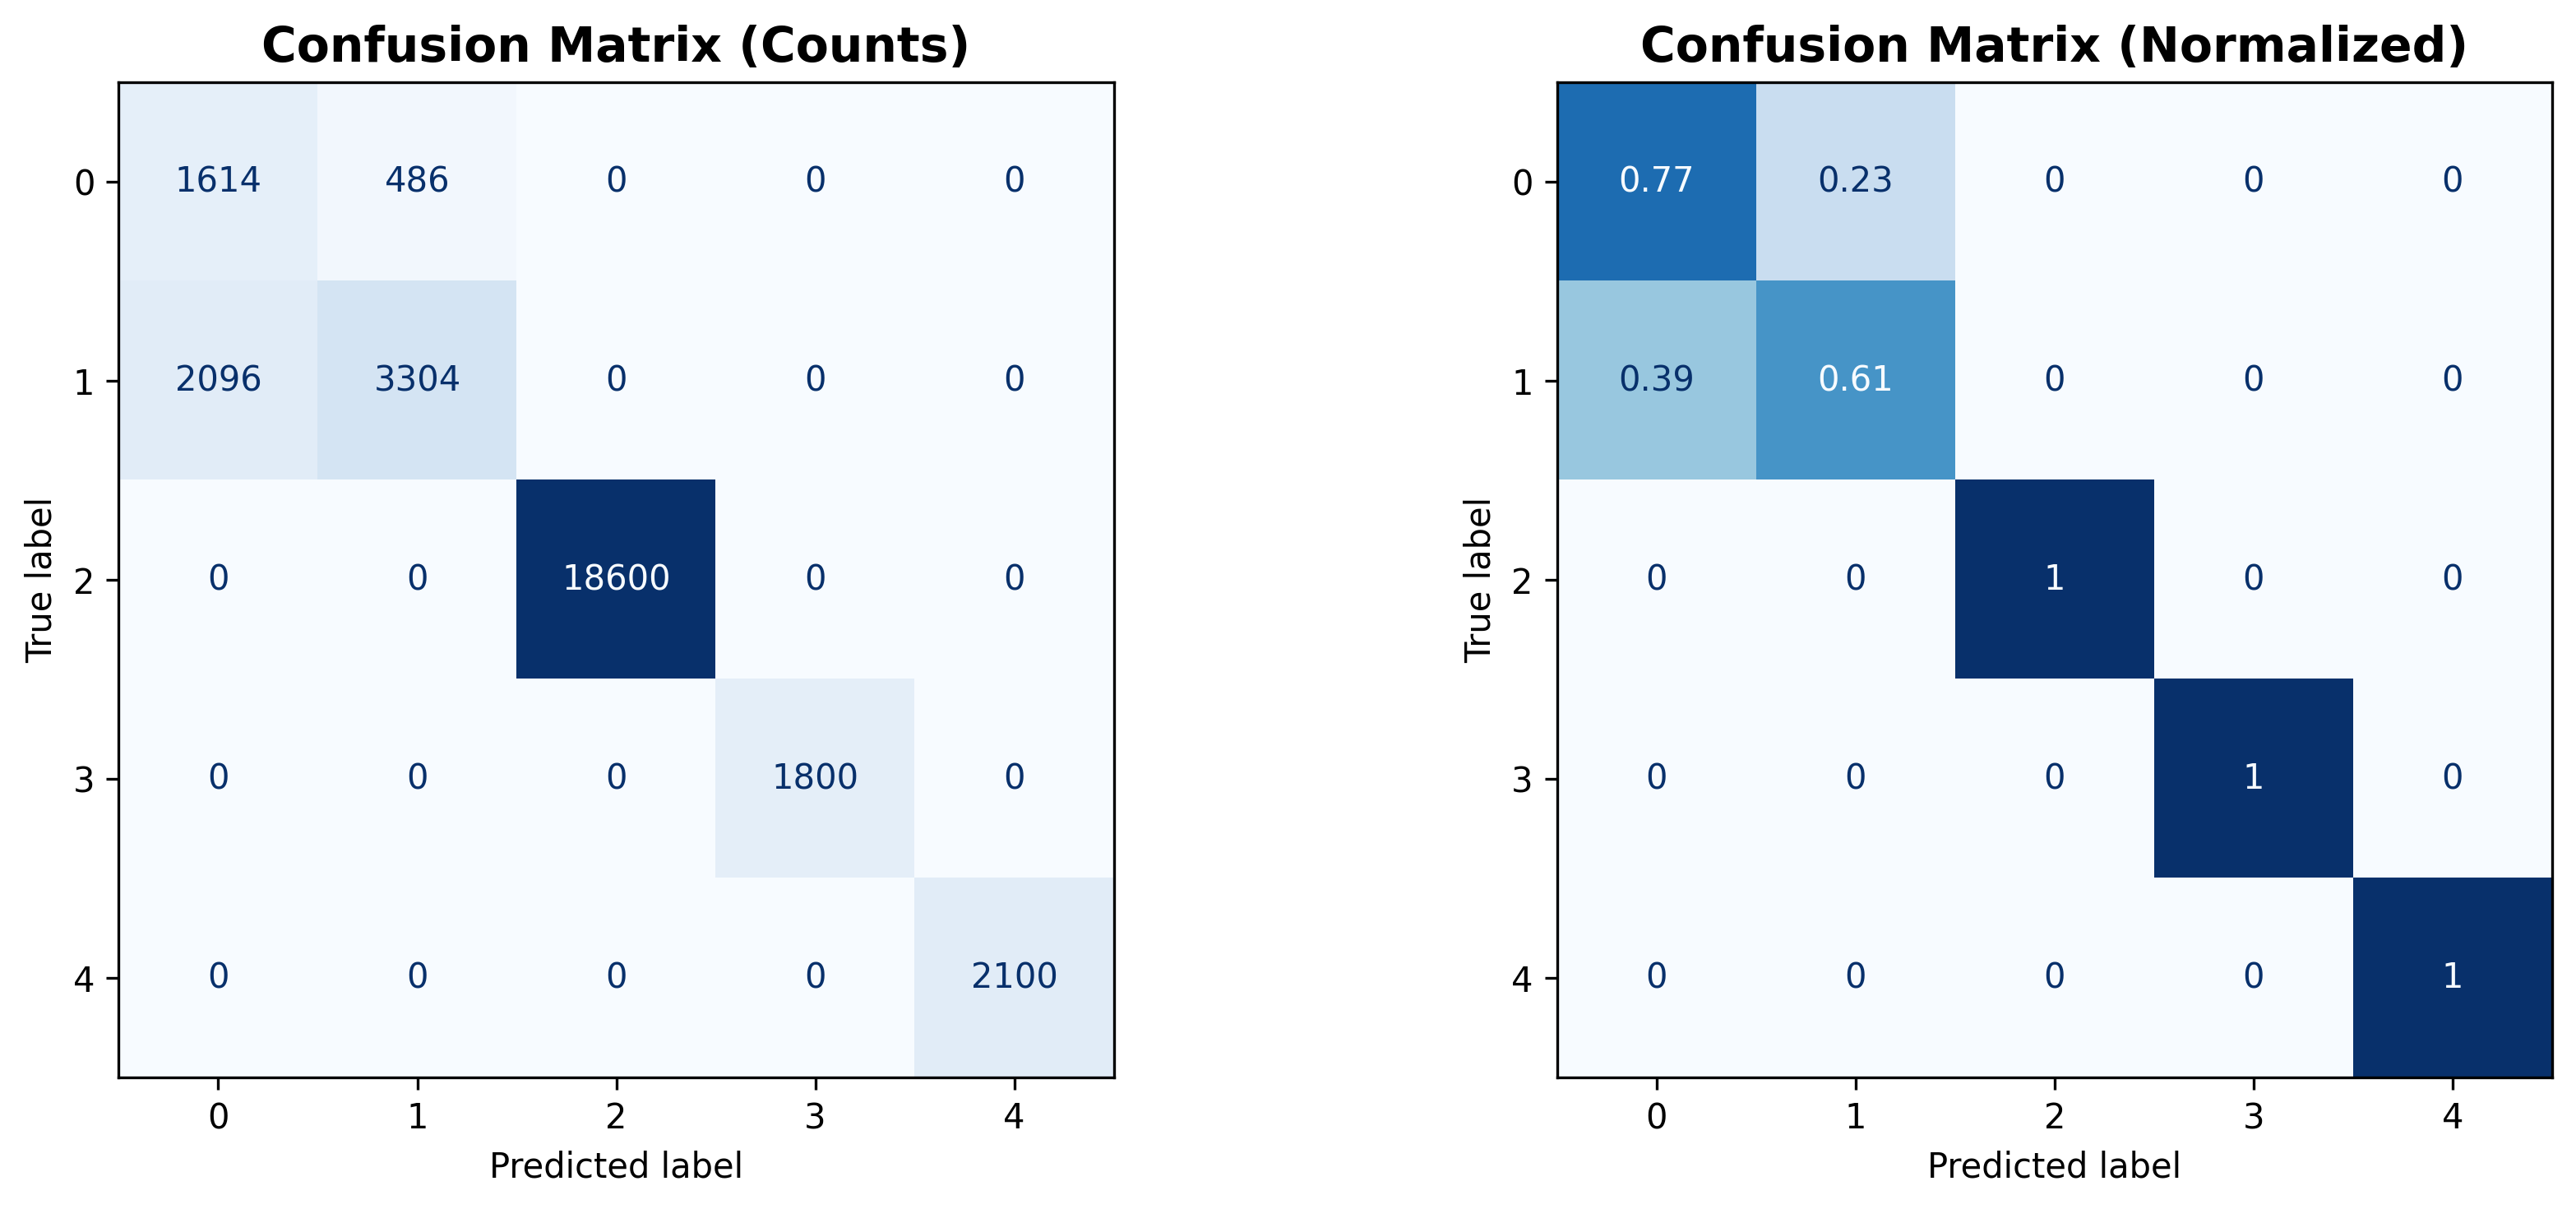 Confusion Matrix (Counts)
0 1614 486 0 0 0
1 2096 3304 0 0 0
2 0 0 18600 0 0
3 0 0 0 1800 0
4 0 0 0 0 2100
0 1 2 3 4
True label
Predicted label
Confusion Matrix (Normalized)
0 0.77 0.23 0 0 0
1 0.39 0.61 0 0 0
2 0 0 1 0 0
3 0 0 0 1 0
4 0 0 0 0 1
0 1 2 3 4
True label
Predicted label